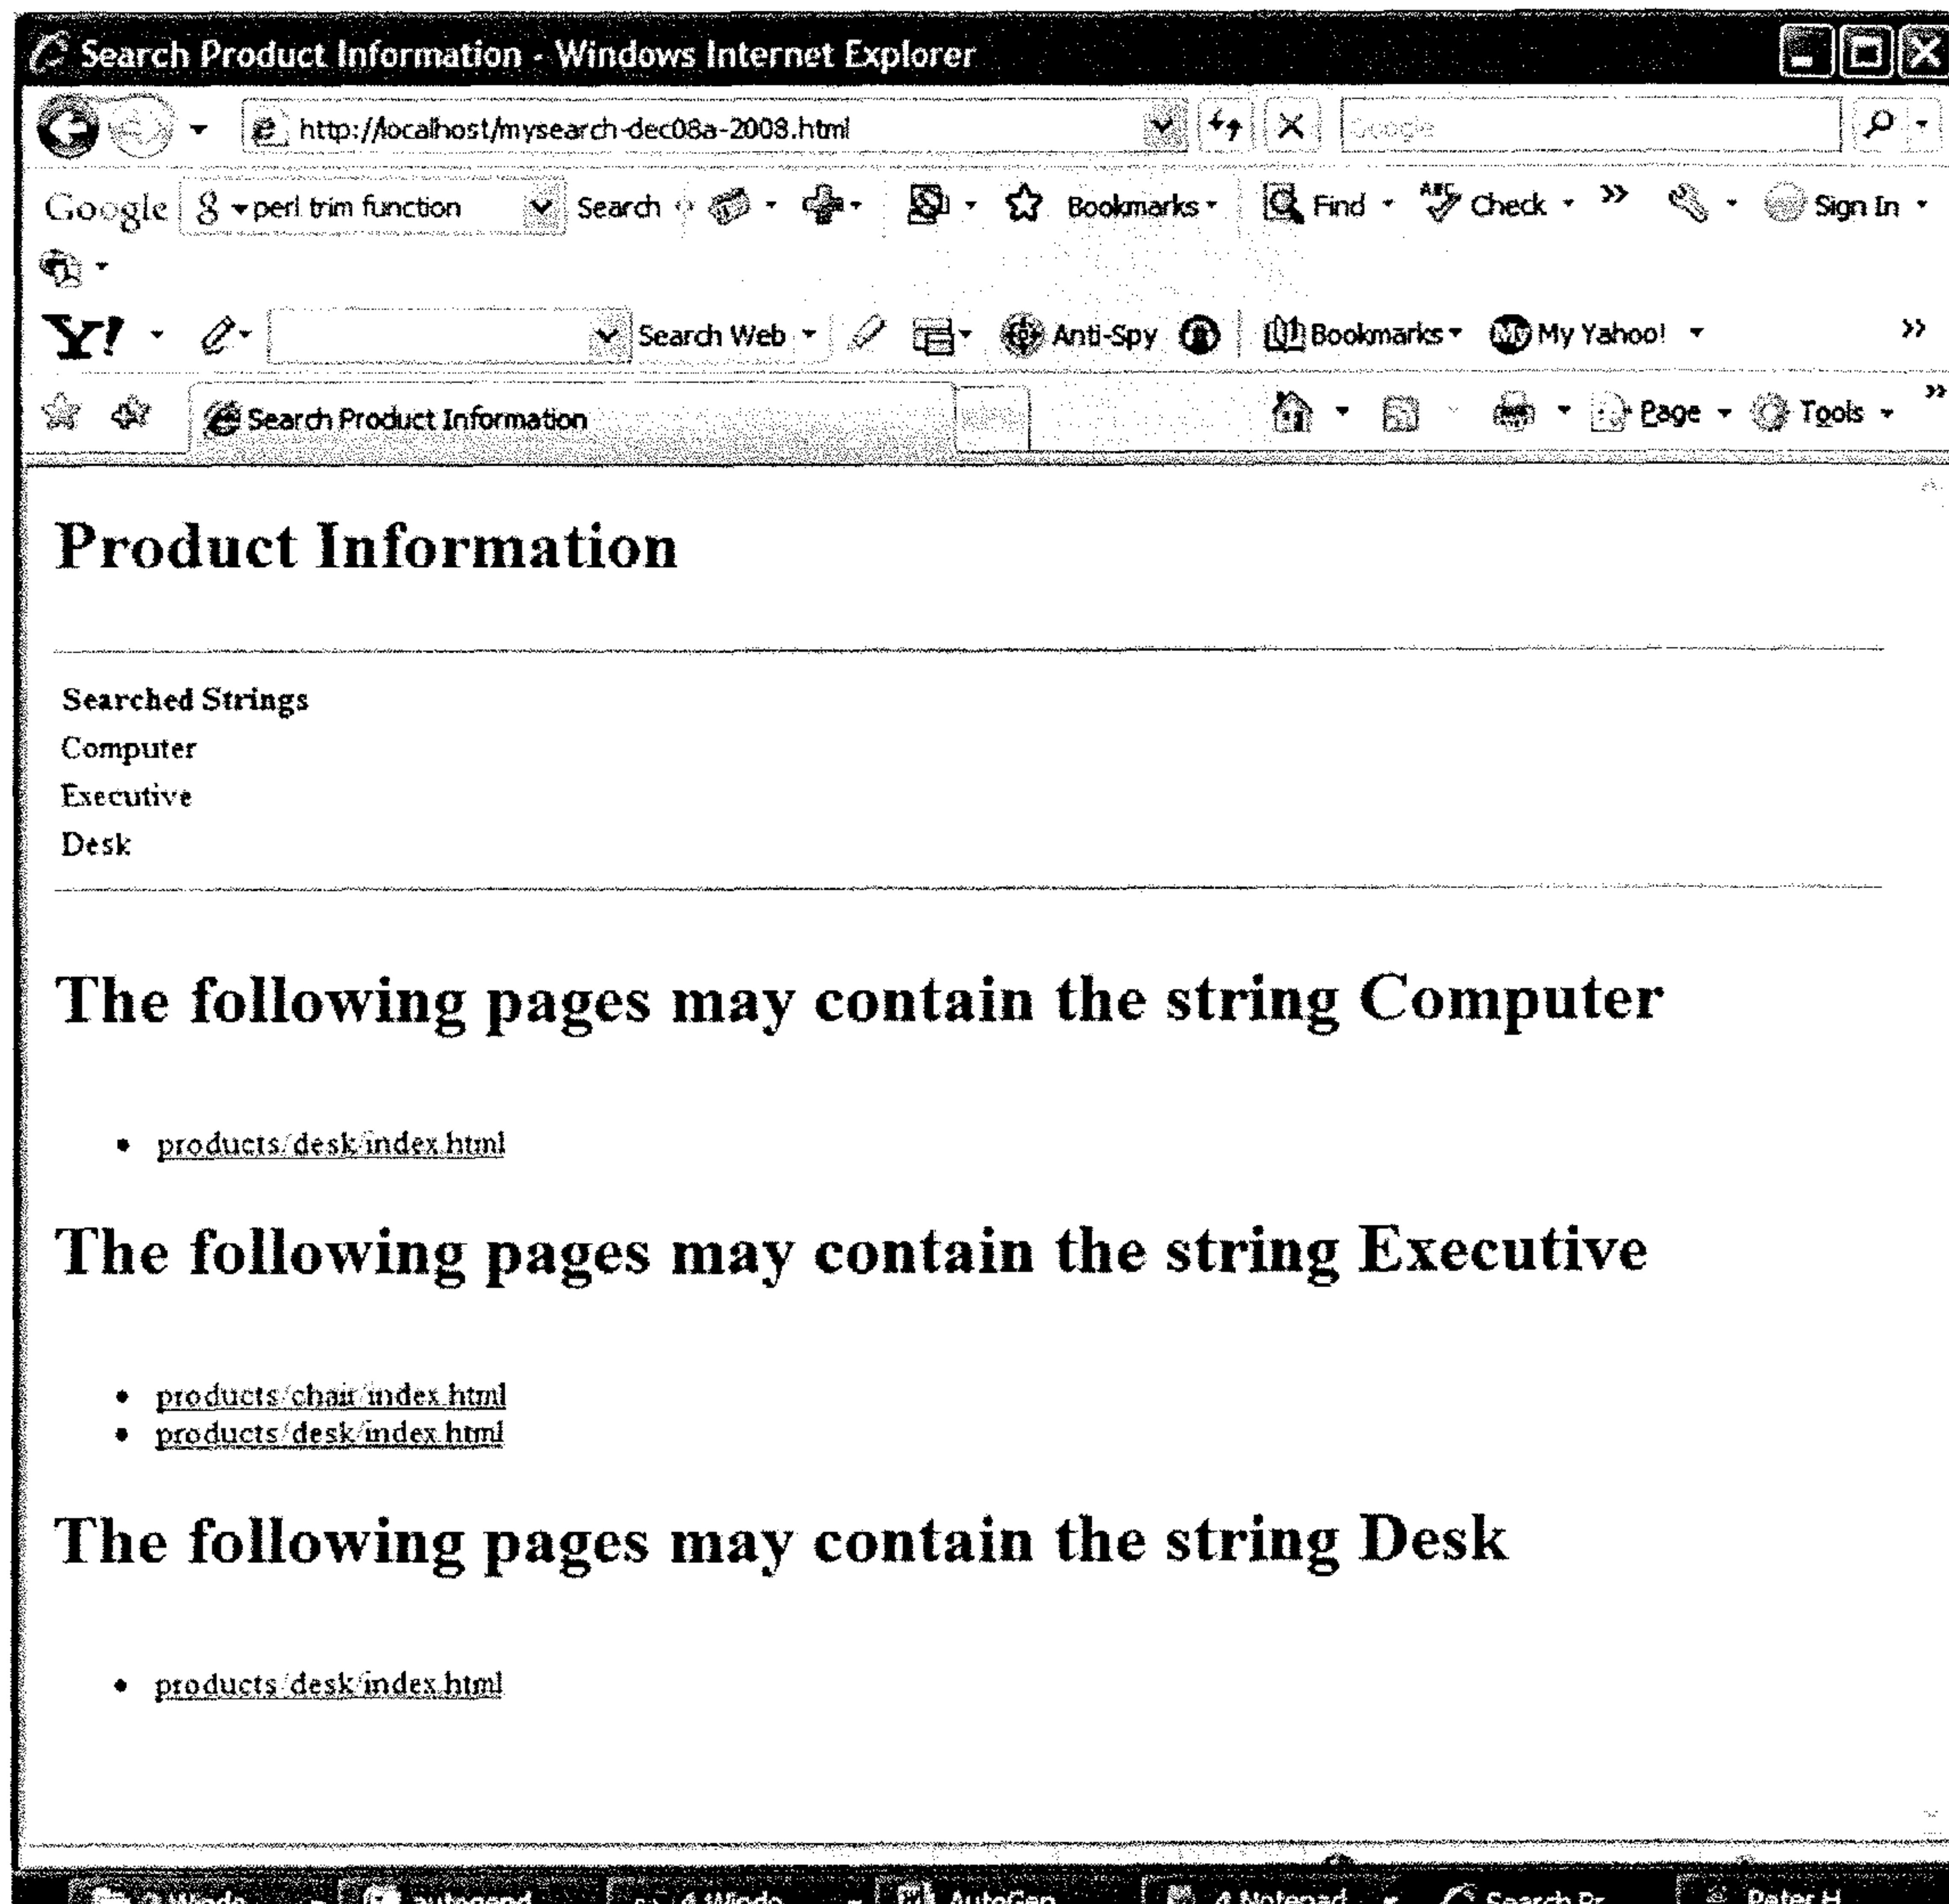 Search Product Information - Windows Internet Explorer
http://localhost/mysearch-dec08a-2008.html Google
Google g perl trim function Search Bookmarks Find ABC Check >> Sign In
Y! Search Web Anti-Spy Bookmarks My Yahoo! >>
Search Product Information Page Tools >>
Product Information
Searched Strings
Computer
Executive
Desk
The following pages may contain the string Computer
• products/desk/index.html
The following pages may contain the string Executive
• products/chair/index.html
• products/desk/index.html
The following pages may contain the string Desk
• products/desk/index.html
AutoGen 4 Notepad Search Pr... Peter H